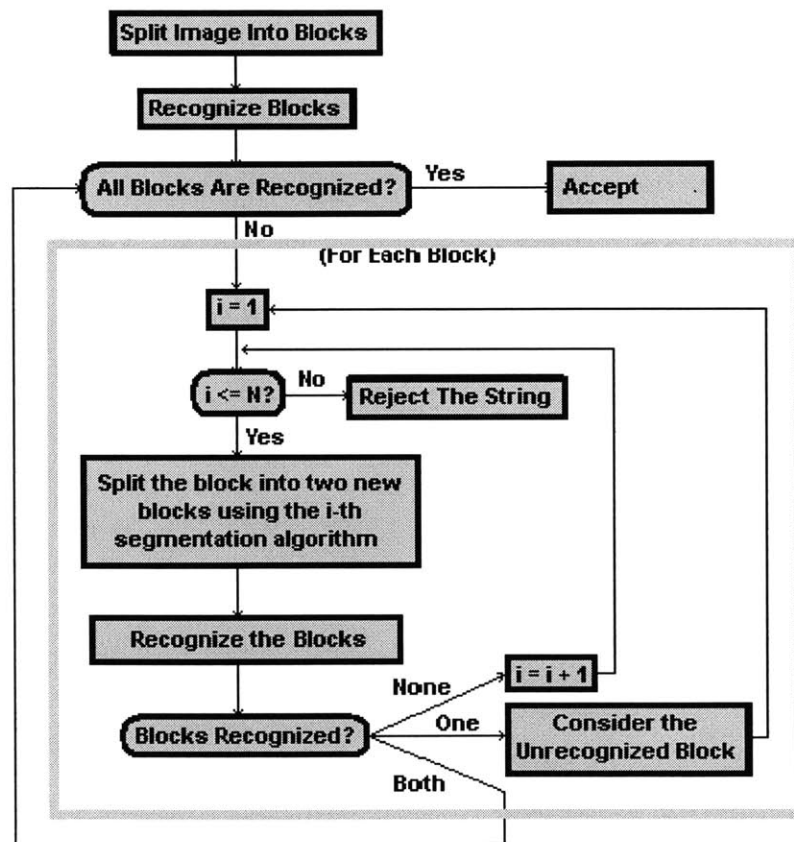 Split Image Into Blocks
Recognize Blocks
All Blocks Are Recognized?
Yes
Accept
No
(For Each Block)
i = 1
i <= N?
No
Reject The String
Yes
Split the block into two new
blocks using the i-th
segmentation algorithm
Recognize the Blocks
None
i = i + 1
Blocks Recognized?
One
Consider the
Unrecognized Block
Both